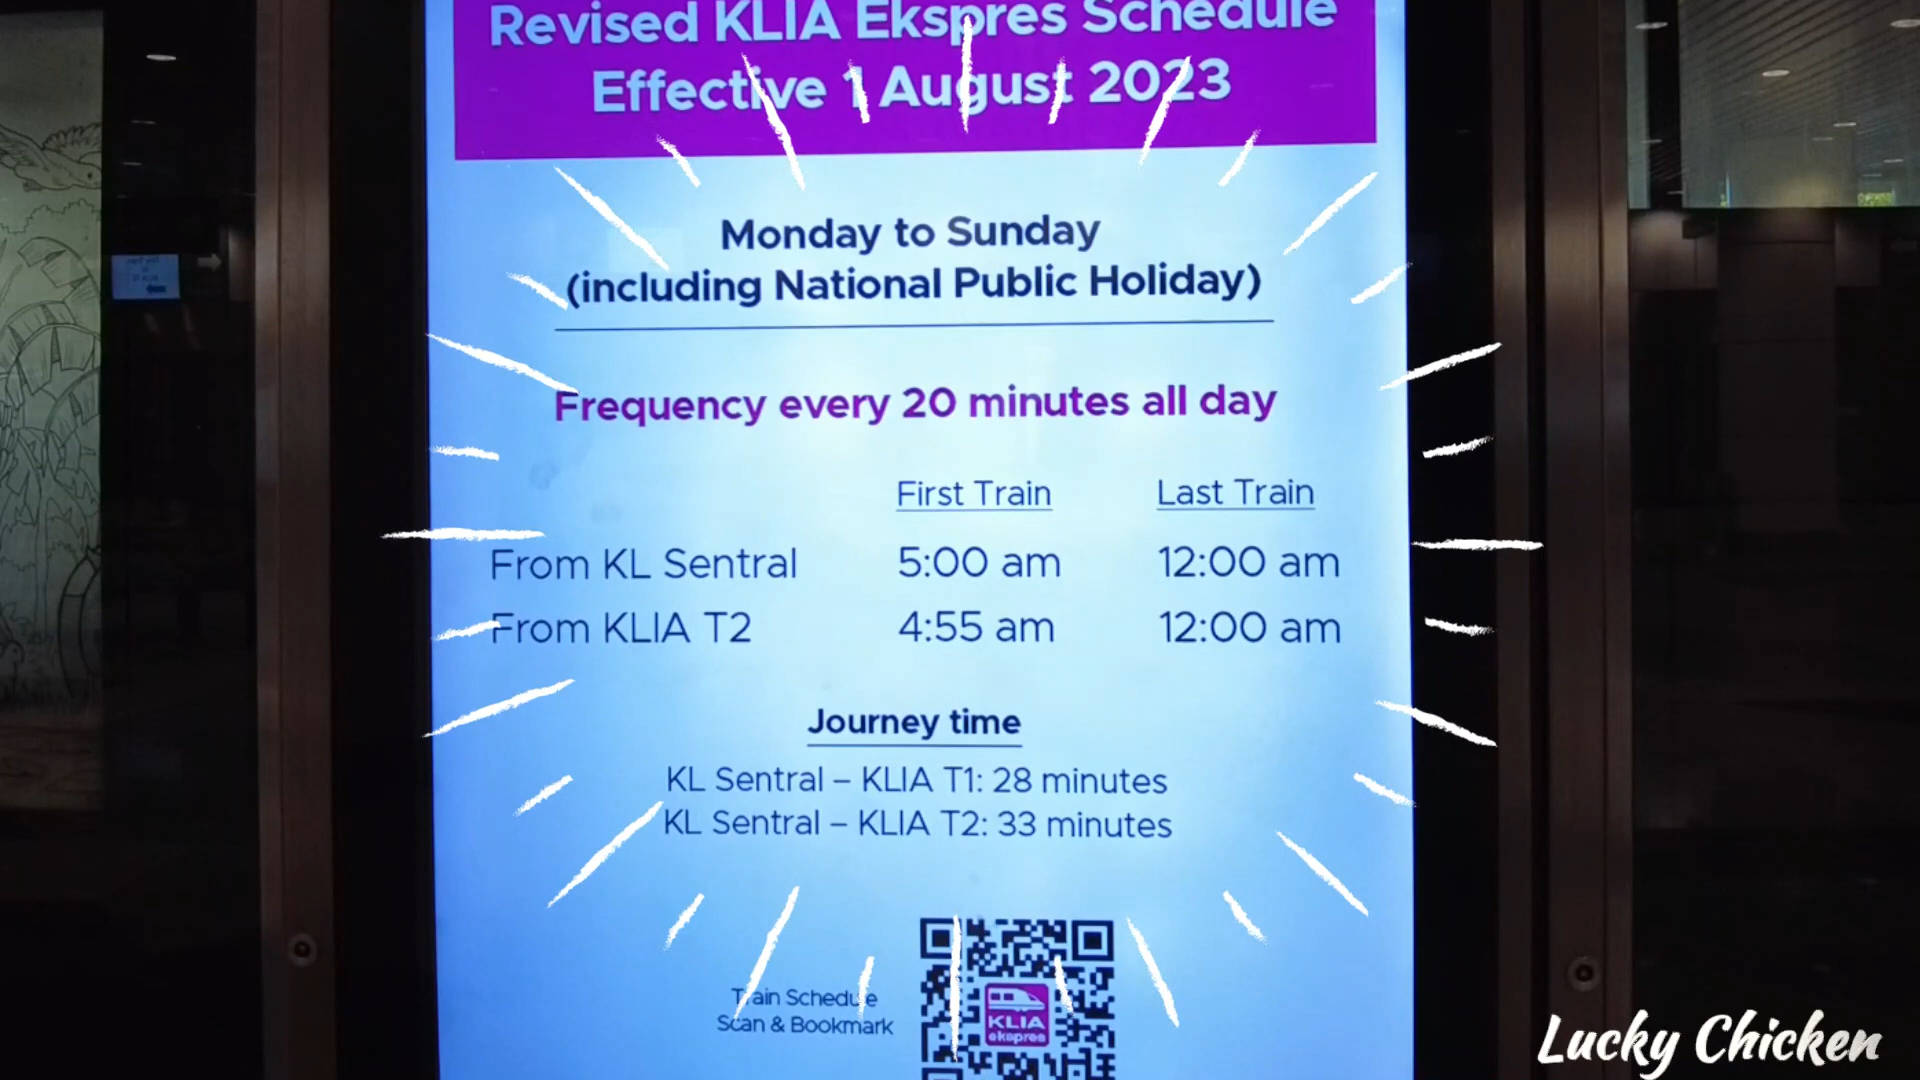 Revised KLIA Ekspres Schedule
Effective 1 August 2023
Monday to Sunday
(including National Public Holiday)
Frequency every 20 minutes all day
First Train Last Train
From KL Sentral 5:00 am 12:00 am
From KLIA T2 4:55 am 12:00 am
Journey time
KL Sentral – KLIA T1: 28 minutes
KL Sentral – KLIA T2: 33 minutes
Train Schedule
Scan & Bookmark
KLIA
ekspres
Lucky Chicken